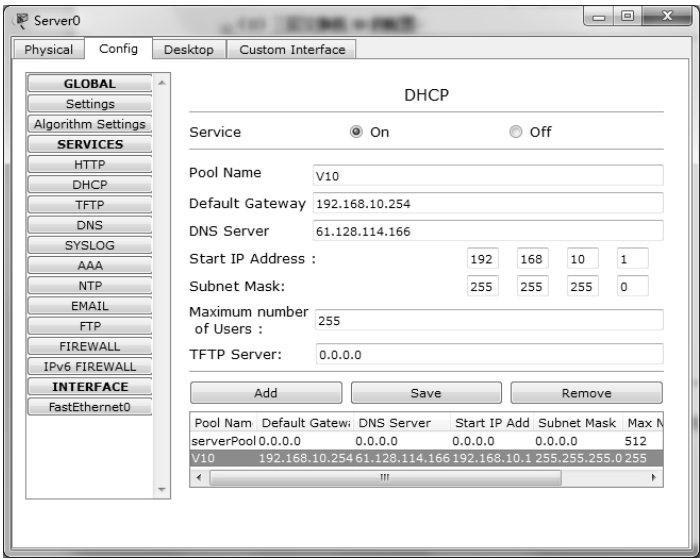 Server0
Physical Config Desktop Custom Interface
GLOBAL
Settings
Algorithm Settings
SERVICES
HTTP
DHCP
TFTP
DNS
SYSLOG
AAA
NTP
EMAIL
FTP
FIREWALL
IPv6 FIREWALL
INTERFACE
FastEthernet0
DHCP
Service On Off
Pool Name V10
Default Gateway 192.168.10.254
DNS Server 61.128.114.166
Start IP Address : 192 168 10 1
Subnet Mask: 255 255 255 0
Maximum number
of Users : 255
TFTP Server: 0.0.0.0
Add Save Remove
Pool Nam Default Gatew DNS Server Start IP Add Subnet Mask Max N
serverPool 0.0.0.0 0.0.0.0 0.0.0.0 0.0.0.0 512
V10 192.168.10.254 61.128.114.166 192.168.10.1 255.255.255.0 255